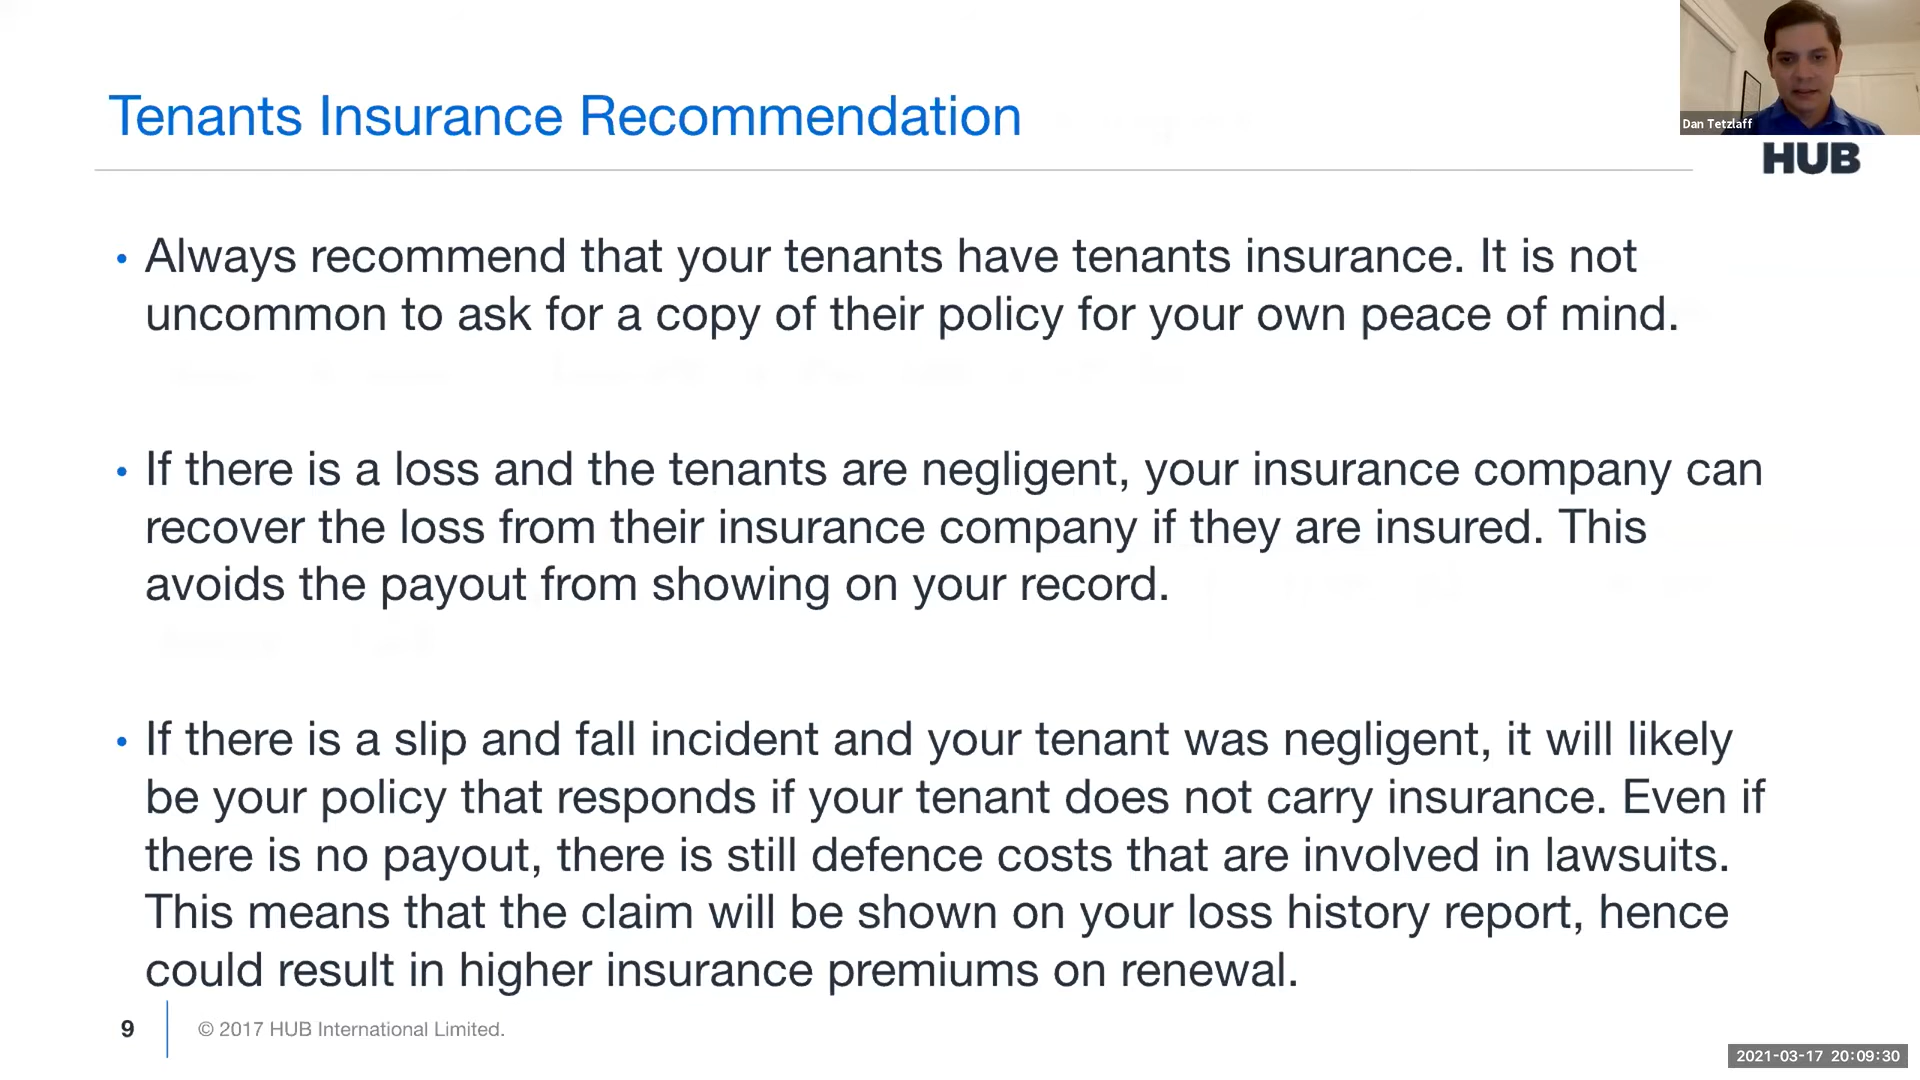 Dan Tetzlaff
HUB
Tenants Insurance Recommendation
• Always recommend that your tenants have tenants insurance. It is not
uncommon to ask for a copy of their policy for your own peace of mind.
• If there is a loss and the tenants are negligent, your insurance company can
recover the loss from their insurance company if they are insured. This
avoids the payout from showing on your record.
• If there is a slip and fall incident and your tenant was negligent, it will likely
be your policy that responds if your tenant does not carry insurance. Even if
there is no payout, there is still defence costs that are involved in lawsuits.
This means that the claim will be shown on your loss history report, hence
could result in higher insurance premiums on renewal.
9
© 2017 HUB International Limited.
2021-03-17 20:09:30